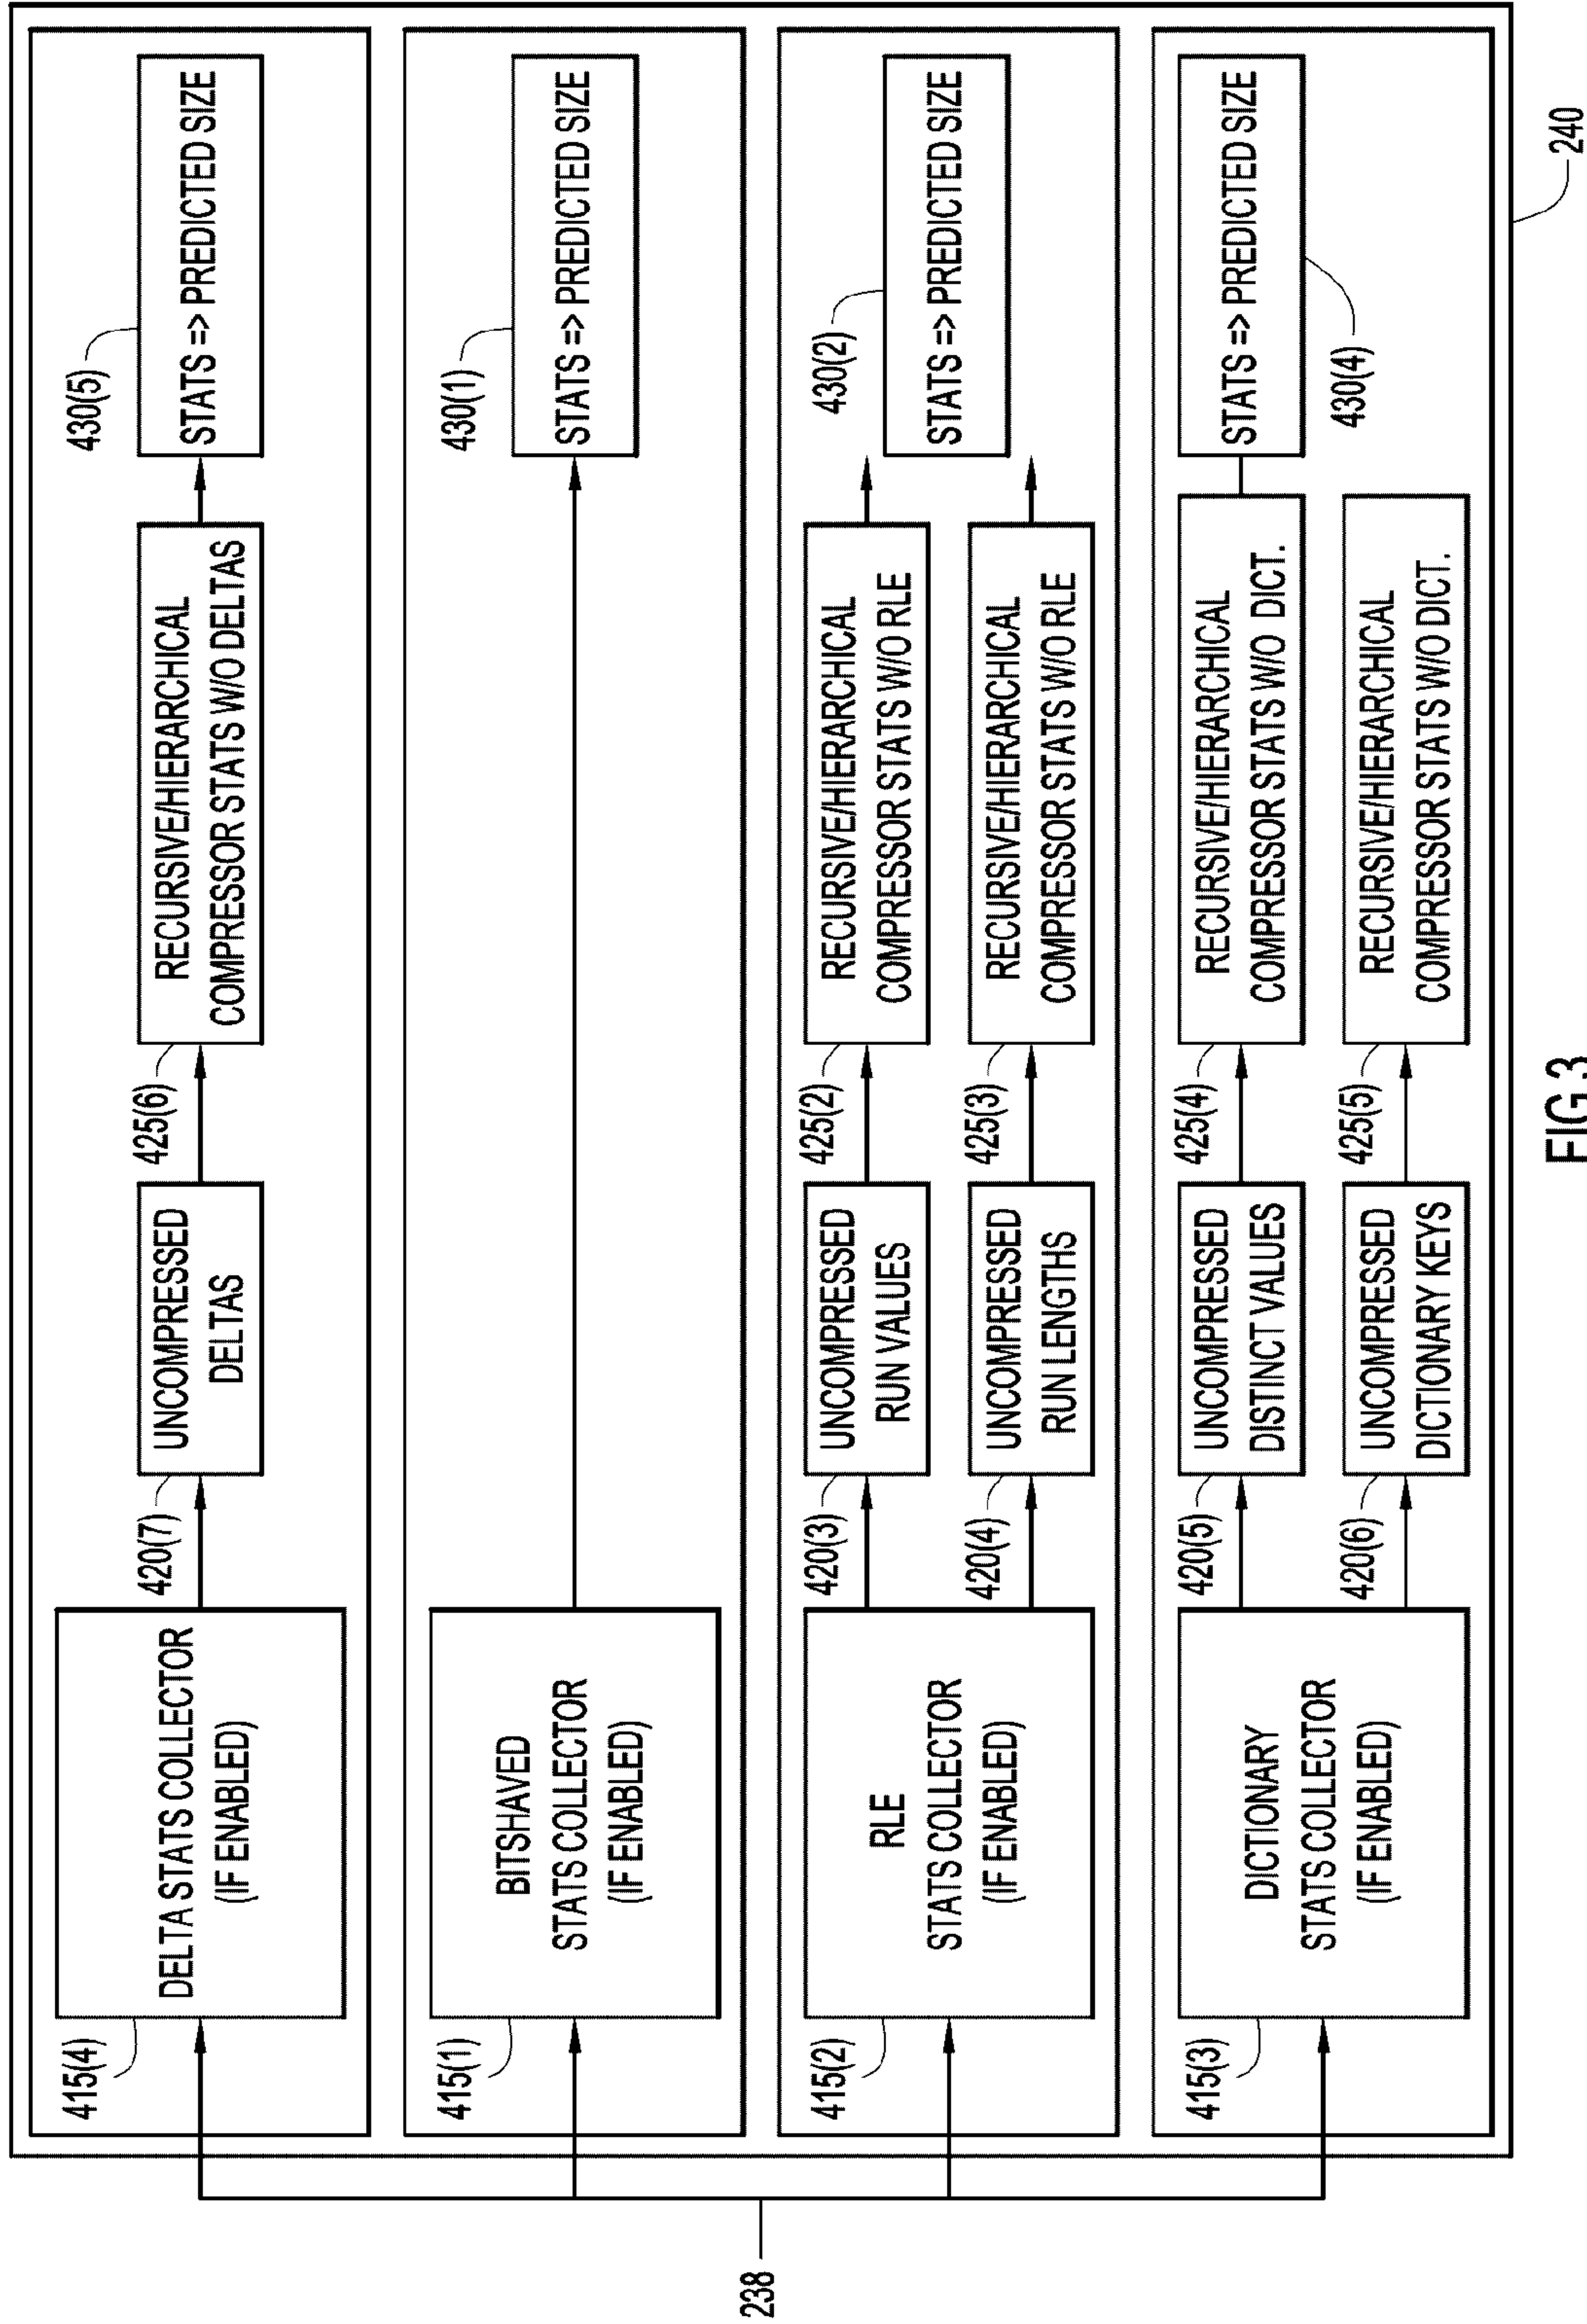 238
240
415(4)
DELTA STATS COLLECTOR
(IF ENABLED)
420(7)
UNCOMPRESSED
DELTAS
425(6)
RECURSIVE/HIERARCHICAL
COMPRESSOR STATS W/O DELTAS
430(5)
STATS => PREDICTED SIZE
415(1)
BITSHAVED
STATS COLLECTOR
(IF ENABLED)
430(1)
STATS => PREDICTED SIZE
415(2)
RLE
STATS COLLECTOR
(IF ENABLED)
420(3)
UNCOMPRESSED
RUN VALUES
425(2)
RECURSIVE/HIERARCHICAL
COMPRESSOR STATS W/O RLE
430(2)
STATS => PREDICTED SIZE
420(4)
UNCOMPRESSED
RUN LENGTHS
425(3)
RECURSIVE/HIERARCHICAL
COMPRESSOR STATS W/O RLE
415(3)
DICTIONARY
STATS COLLECTOR
(IF ENABLED)
420(5)
UNCOMPRESSED
DISTINCT VALUES
425(4)
RECURSIVE/HIERARCHICAL
COMPRESSOR STATS W/O DICT.
STATS => PREDICTED SIZE
430(4)
420(6)
UNCOMPRESSED
DICTIONARY KEYS
425(5)
RECURSIVE/HIERARCHICAL
COMPRESSOR STATS W/O DICT.
FIG.3